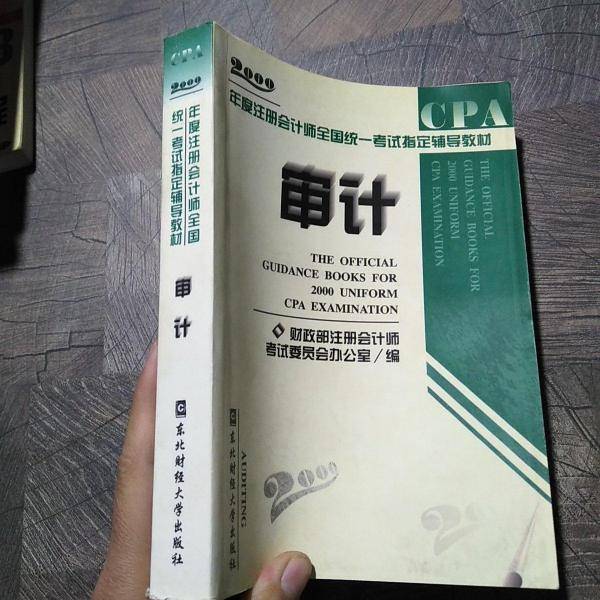 CPA
2000
年度注册会计师全国
统一考试指定辅导教材
审计
C 东北财经大学出版社
2000
CPA
年度注册会计师全国统一考试指定辅导教材
审计
THE OFFICIAL
GUIDANCE BOOKS FOR
2000 UNIFORM
CPA EXAMINATION
THE OFFICIAL
GUIDANCE BOOKS FOR
2000 UNIFORM
CPA EXAMINATION
财政部注册会计师
考试委员会办公室/编
C 东北财经大学出版社
AUDITING
2000
2000